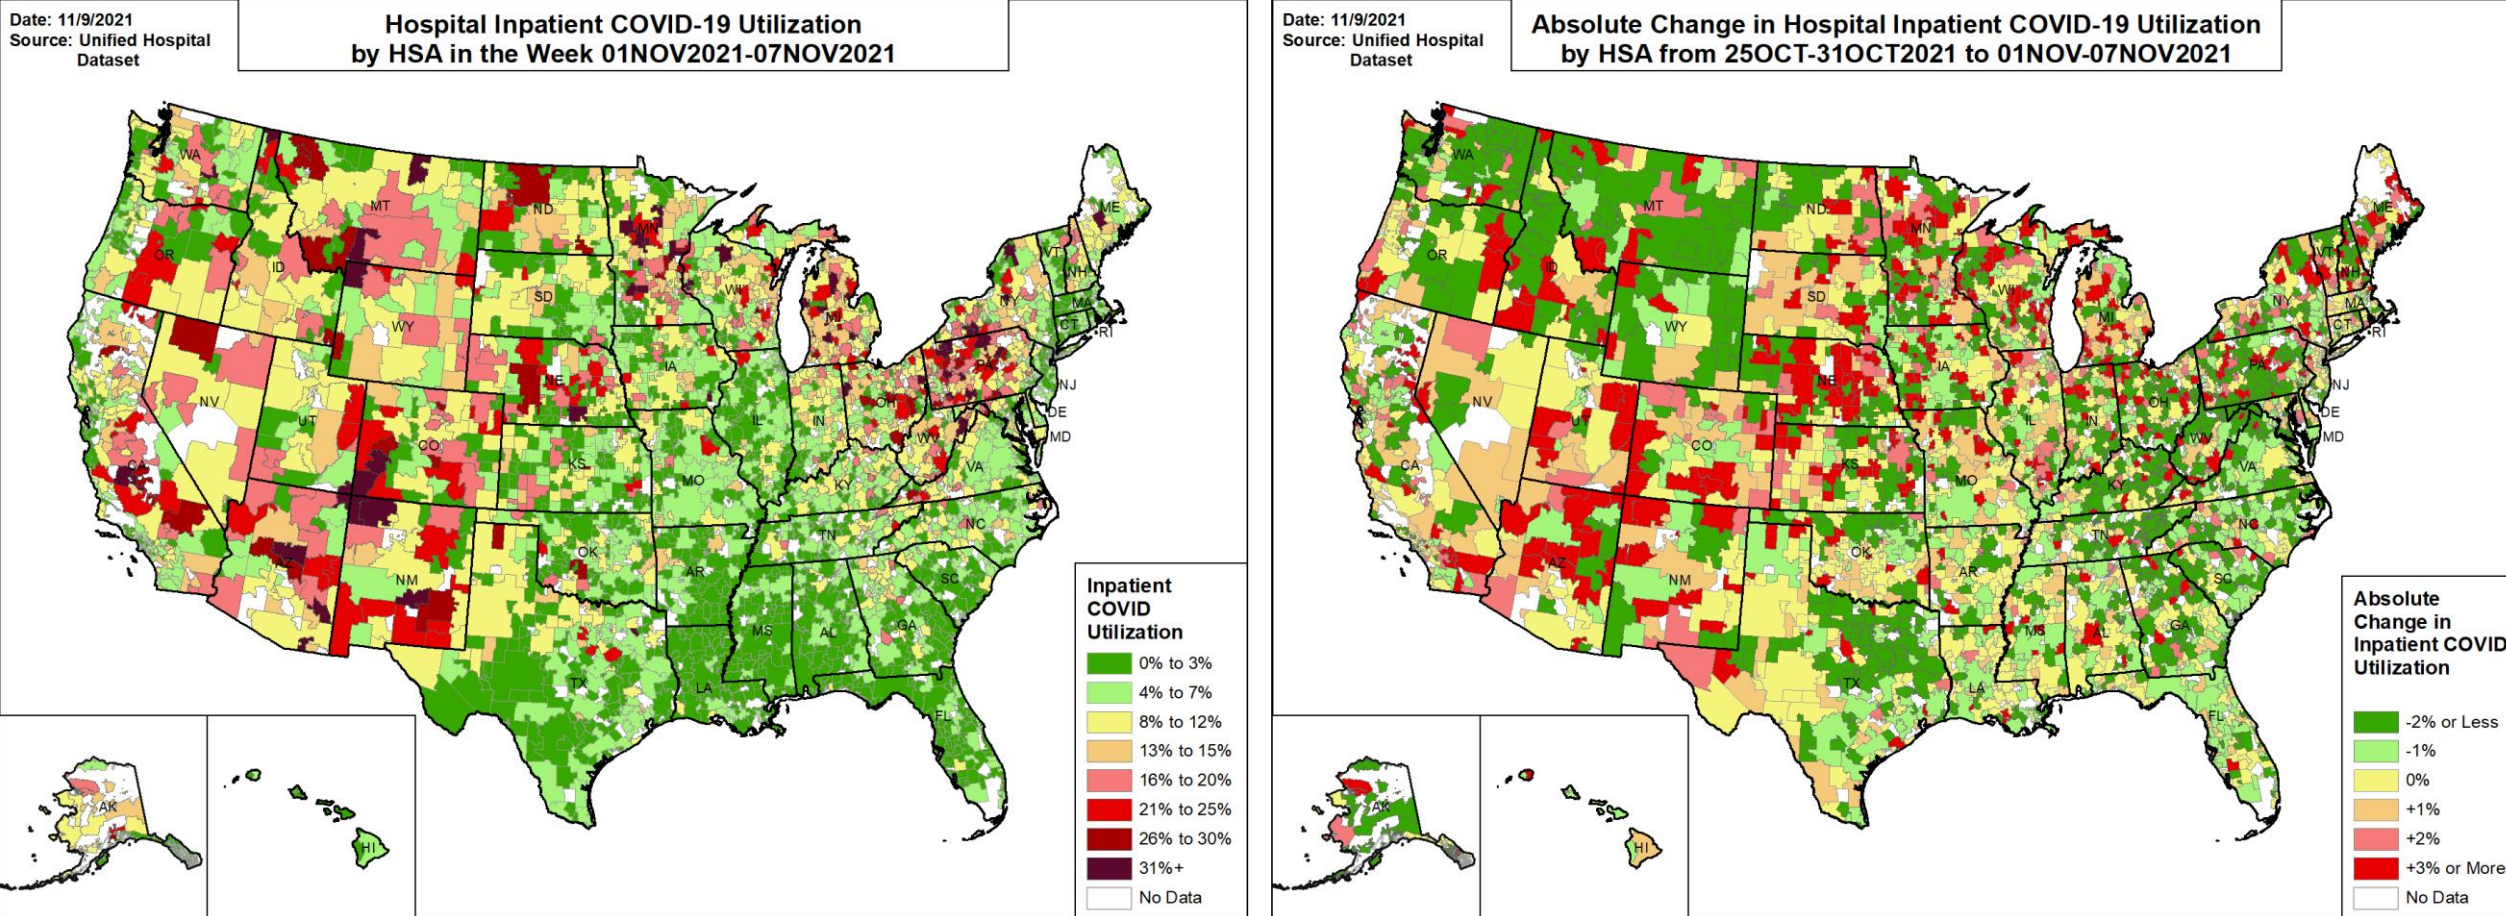 Date: 11/9/2021
Source: Unified Hospital
Dataset
Hospital Inpatient COVID-19 Utilization
by HSA in the Week 01NOV2021-07NOV2021
WA
MT
ND
MN
ME
OR
ID
SD
WI
VT
NH
NY
MA
CT
RI
WY
MI
IA
NE
PA
NJ
NV
UT
CO
IL
IN
OH
DE
MD
WV
CA
KS
MO
KY
VA
NC
TN
AZ
NM
OK
AR
SC
MS
AL
GA
TX
LA
FL
AK
HI
Inpatient
COVID
Utilization
0% to 3%
4% to 7%
8% to 12%
13% to 15%
16% to 20%
21% to 25%
26% to 30%
31%+
No Data
Date: 11/9/2021
Source: Unified Hospital
Dataset
Absolute Change in Hospital Inpatient COVID-19 Utilization
by HSA from 25OCT-31OCT2021 to 01NOV-07NOV2021
WA
MT
ND
MN
ME
OR
ID
SD
WI
VT
NH
NY
MA
CT
RI
WY
MI
IA
NE
PA
NJ
NV
UT
CO
IL
IN
OH
DE
MD
WV
CA
KS
MO
KY
VA
NC
TN
AZ
NM
OK
AR
SC
MS
AL
GA
TX
LA
FL
AK
HI
Absolute
Change in
Inpatient COVID
Utilization
-2% or Less
-1%
0%
+1%
+2%
+3% or More
No Data